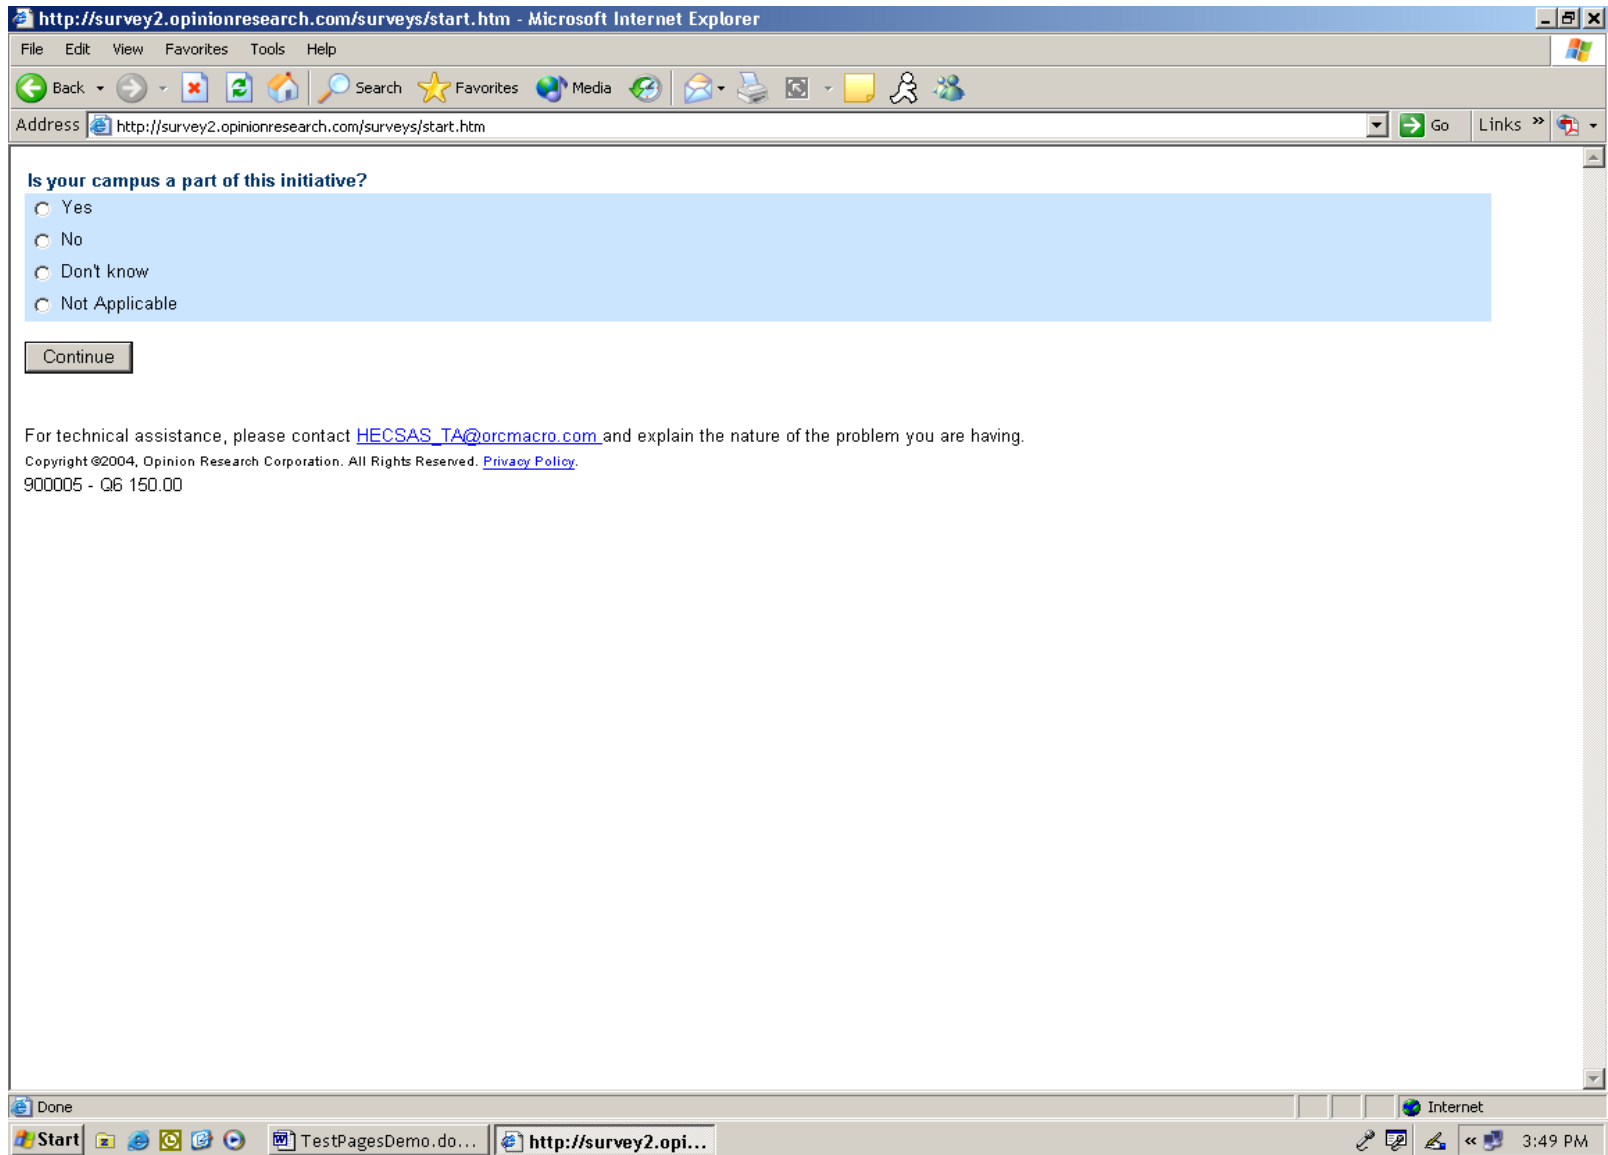 http://survey2.opinionresearch.com/surveys/start.htm - Microsoft Internet Explorer
File Edit View Favorites Tools Help
Back Search Favorites Media
Address http://survey2.opinionresearch.com/surveys/start.htm Go Links »
Is your campus a part of this initiative?
Yes
No
Don't know
Not Applicable
Continue
For technical assistance, please contact HECSAS_TA@orcmacro.com and explain the nature of the problem you are having.
Copyright ©2004, Opinion Research Corporation. All Rights Reserved. Privacy Policy.
900005 - Q6 150.00
Done Internet
Start TestPagesDemo.do... http://survey2.opi... « 3:49 PM